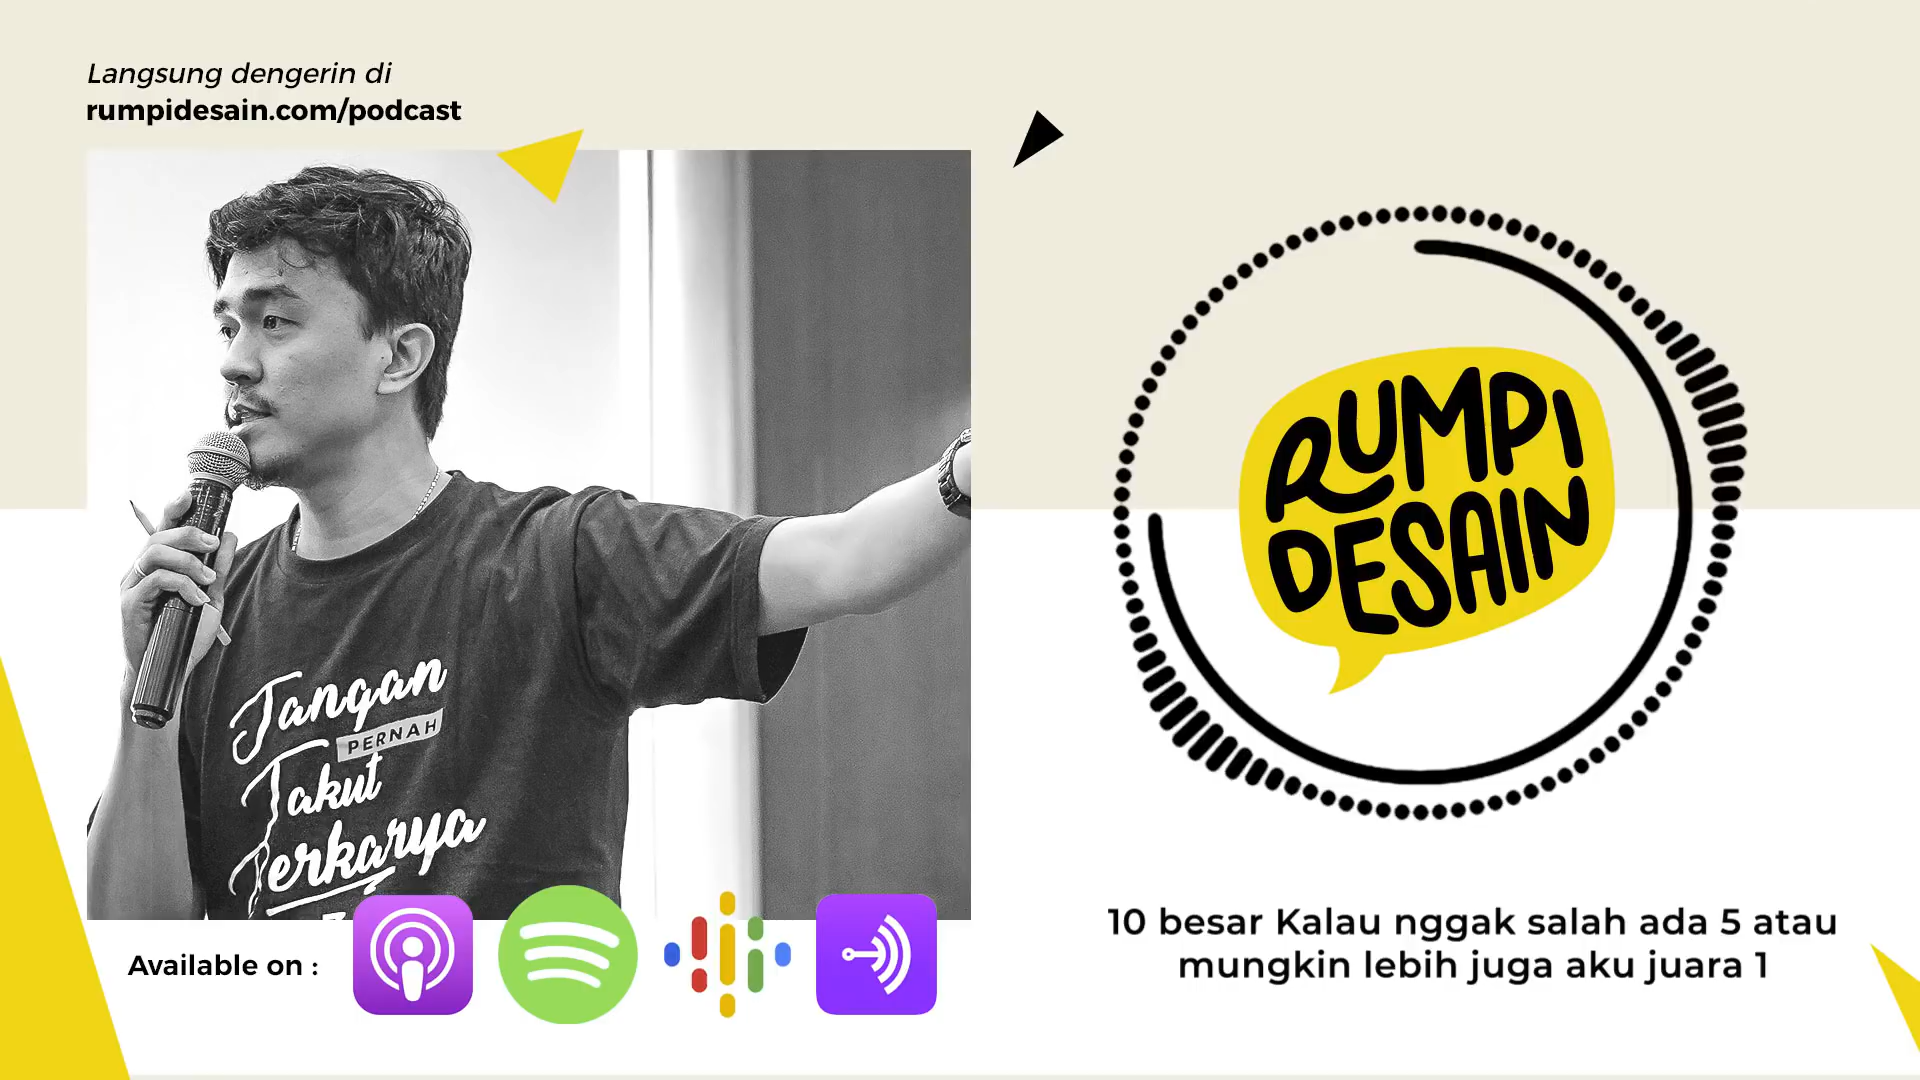 Langsung dengerin di
rumpidesain.com/podcast
Jangan
PERNAH
Takut
Berkarya
RUMPI
DESAIN
10 besar Kalau nggak salah ada 5 atau
mungkin lebih juga aku juara 1
Available on :